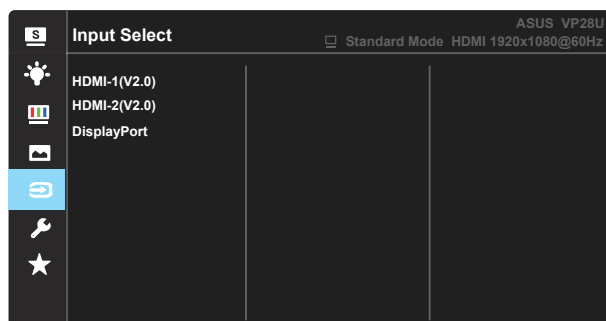 S
Input Select
ASUS VP28U
Standard Mode HDMI 1920x1080@60Hz
HDMI-1(V2.0)
HDMI-2(V2.0)
DisplayPort